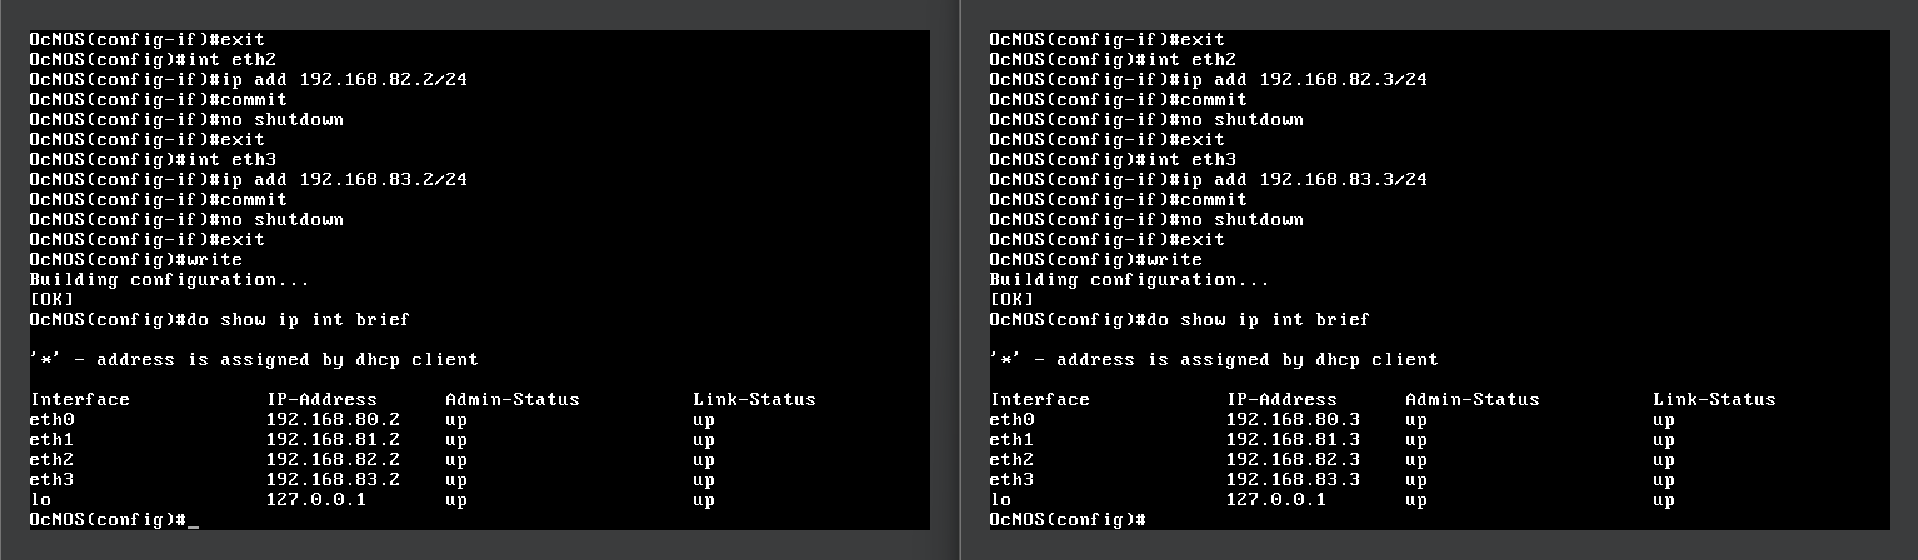 OcNOS(config-if)#exit
OcNOS(config)#int eth2
OcNOS(config-if)#ip add 192.168.82.2/24
OcNOS(config-if)#commit
OcNOS(config-if)#no shutdown
OcNOS(config-if)#exit
OcNOS(config)#int eth3
OcNOS(config-if)#ip add 192.168.83.2/24
OcNOS(config-if)#commit
OcNOS(config-if)#no shutdown
OcNOS(config-if)#exit
OcNOS(config)#write
Building configuration...
[OK]
OcNOS(config)#do show ip int brief
'*' - address is assigned by dhcp client
Interface IP-Address Admin-Status Link-Status
eth0 192.168.80.2 up up
eth1 192.168.81.2 up up
eth2 192.168.82.2 up up
eth3 192.168.83.2 up up
lo 127.0.0.1 up up
OcNOS(config)#_
OcNOS(config-if)#exit
OcNOS(config)#int eth2
OcNOS(config-if)#ip add 192.168.82.3/24
OcNOS(config-if)#commit
OcNOS(config-if)#no shutdown
OcNOS(config-if)#exit
OcNOS(config)#int eth3
OcNOS(config-if)#ip add 192.168.83.3/24
OcNOS(config-if)#commit
OcNOS(config-if)#no shutdown
OcNOS(config-if)#exit
OcNOS(config)#write
Building configuration...
[OK]
OcNOS(config)#do show ip int brief
'*' - address is assigned by dhcp client
Interface IP-Address Admin-Status Link-Status
eth0 192.168.80.3 up up
eth1 192.168.81.3 up up
eth2 192.168.82.3 up up
eth3 192.168.83.3 up up
lo 127.0.0.1 up up
OcNOS(config)#